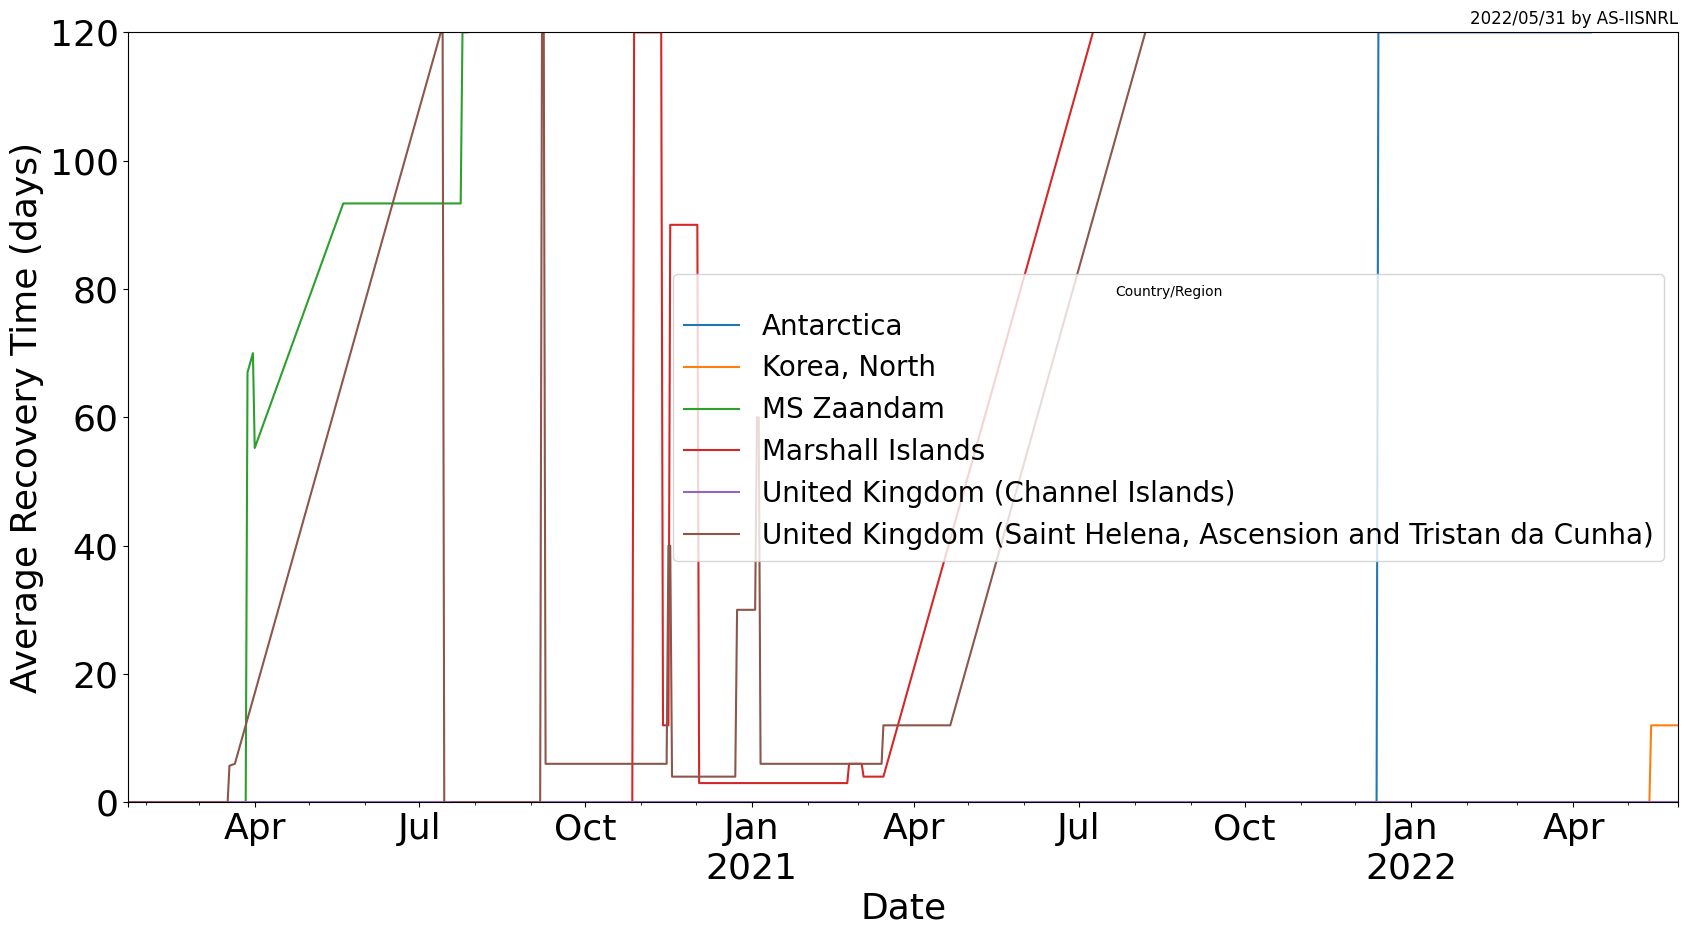 2022/05/31 by AS-IISNRL
120
100
80
60
40
20
0
Average Recovery Time (days)
Country/Region
Antarctica
Korea, North
MS Zaandam
Marshall Islands
United Kingdom (Channel Islands)
United Kingdom (Saint Helena, Ascension and Tristan da Cunha)
Apr Jul Oct Jan Apr Jul Oct Jan Apr
2021 2022
Date